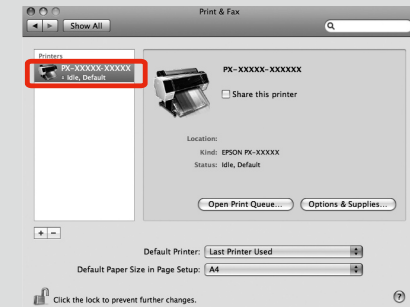 Print & Fax
Show All
Printers
PX-XXXXX-XXXXX
Idle, Default
PX-XXXXX-XXXXXX
Share this printer
Location:
Kind: EPSON PX-XXXXX
Status: Idle, Default
Open Print Queue...
Options & Supplies...
+ −
Default Printer: Last Printer Used
Default Paper Size in Page Setup: A4
Click the lock to prevent further changes.
?